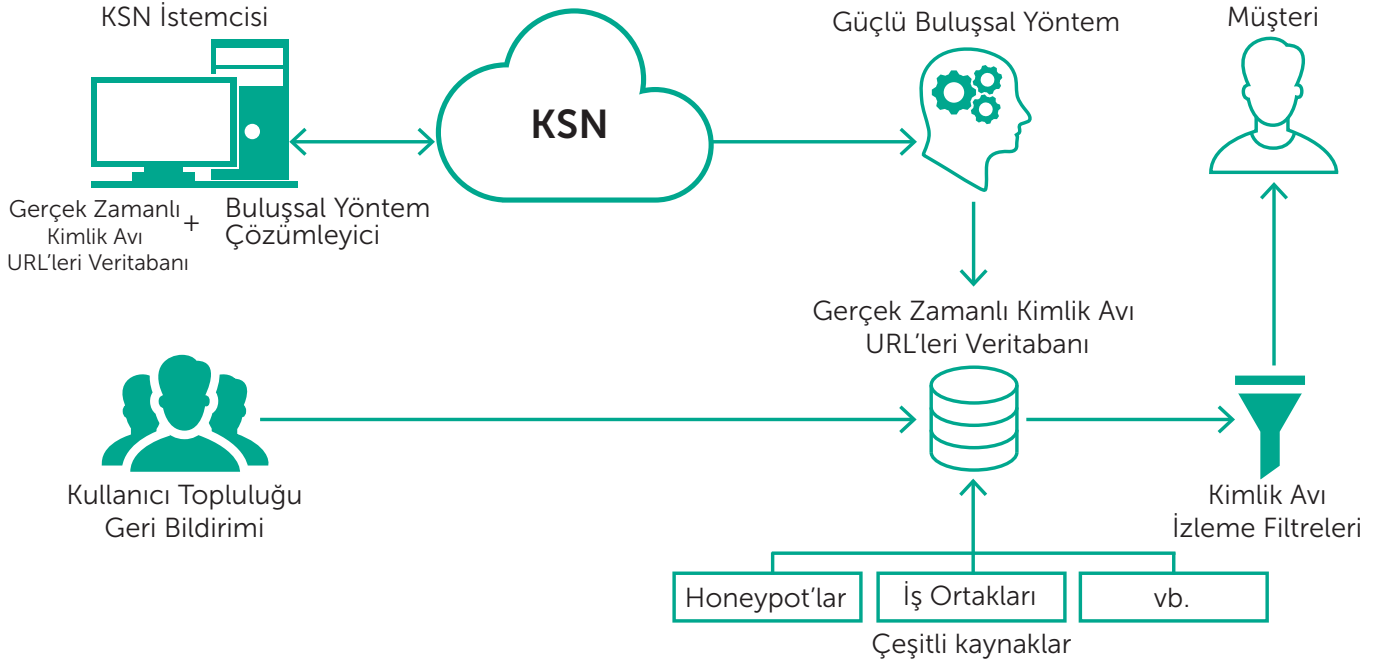 KSN İstemcisi
KSN
Güçlü Buluşsal Yöntem
Müşteri
Gerçek Zamanlı
Kimlik Avı
URL'leri Veritabanı
+
Buluşsal Yöntem
Çözümleyici
Gerçek Zamanlı Kimlik Avı
URL'leri Veritabanı
Kullanıcı Topluluğu
Geri Bildirimi
Kimlik Avı
İzleme Filtreleri
Honeypot'lar
İş Ortakları
vb.
Çeşitli kaynaklar